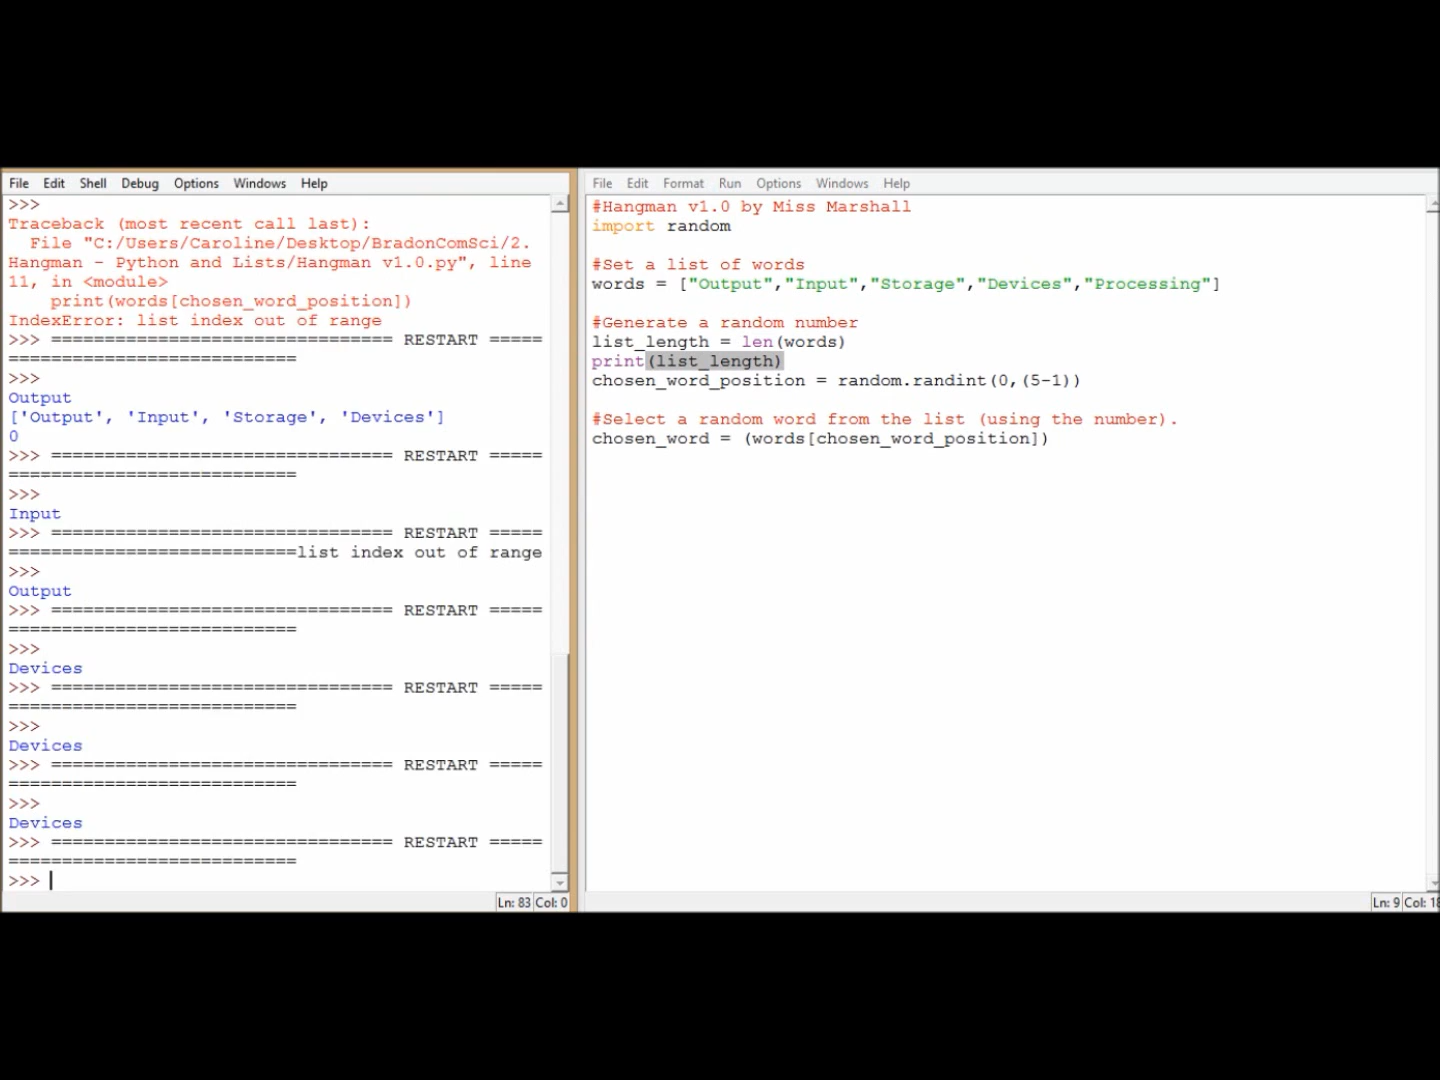 File Edit Shell Debug Options Windows Help
>>>
Traceback (most recent call last):
  File "C:/Users/Caroline/Desktop/BradonComSci/2.
Hangman - Python and Lists/Hangman v1.0.py", line
11, in <module>
    print(words[chosen_word_position])
IndexError: list index out of range
>>> ================================ RESTART =====
===========================
>>>
Output
['Output', 'Input', 'Storage', 'Devices']
0
>>> ================================ RESTART =====
===========================
>>>
Input
>>> ================================ RESTART =====
===========================list index out of range
>>>
Output
>>> ================================ RESTART =====
===========================
>>>
Devices
>>> ================================ RESTART =====
===========================
>>>
Devices
>>> ================================ RESTART =====
===========================
>>>
Devices
>>> ================================ RESTART =====
===========================
>>>
Ln: 83 Col: 0
File Edit Format Run Options Windows Help
#Hangman v1.0 by Miss Marshall
import random
#Set a list of words
words = ["Output","Input","Storage","Devices","Processing"]
#Generate a random number
list_length = len(words)
print(list_length)
chosen_word_position = random.randint(0,(5-1))
#Select a random word from the list (using the number).
chosen_word = (words[chosen_word_position])
Ln: 9 Col: 18